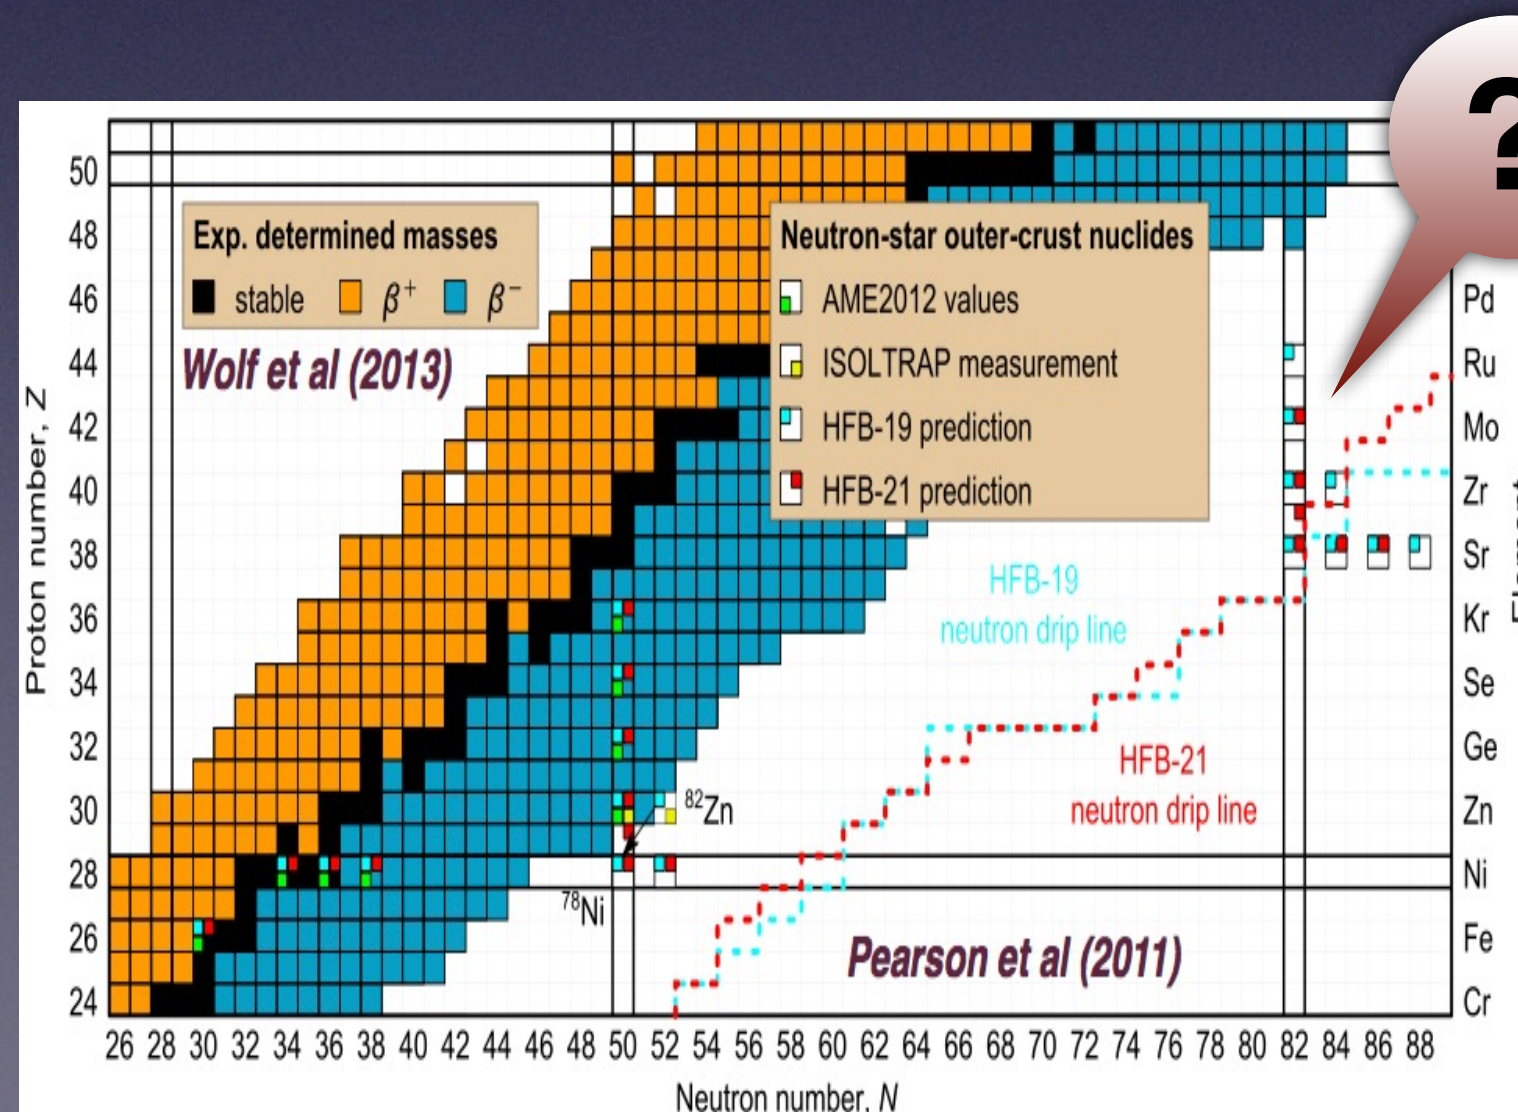 ?
50
48
46
44
42
40
38
36
34
32
30
28
26
24
Proton number, Z
Exp. determined masses
stable β⁺ β⁻
Wolf et al (2013)
Neutron-star outer-crust nuclides
AME2012 values
ISOLTRAP measurement
HFB-19 prediction
HFB-21 prediction
HFB-19
neutron drip line
HFB-21
neutron drip line
⁸²Zn
⁷⁸Ni
Pearson et al (2011)
Pd
Ru
Mo
Zr
Sr
Kr
Se
Ge
Zn
Ni
Fe
Cr
26 28 30 32 34 36 38 40 42 44 46 48 50 52 54 56 58 60 62 64 66 68 70 72 74 76 78 80 82 84 86 88
Neutron number, N